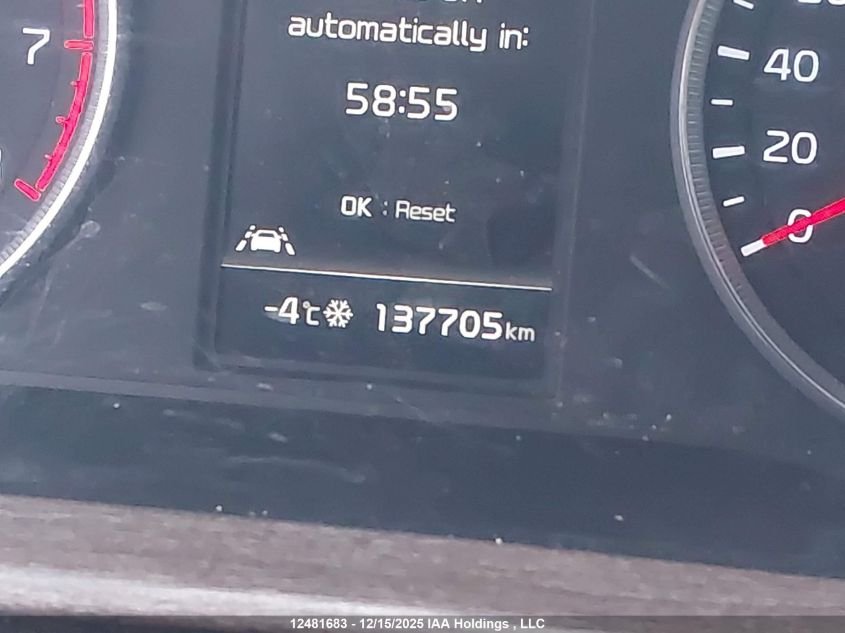 automatically in:
58:55
OK : Reset
-4°C 137705km
7
40
20
0
12481683 - 12/15/2025 IAA Holdings , LLC